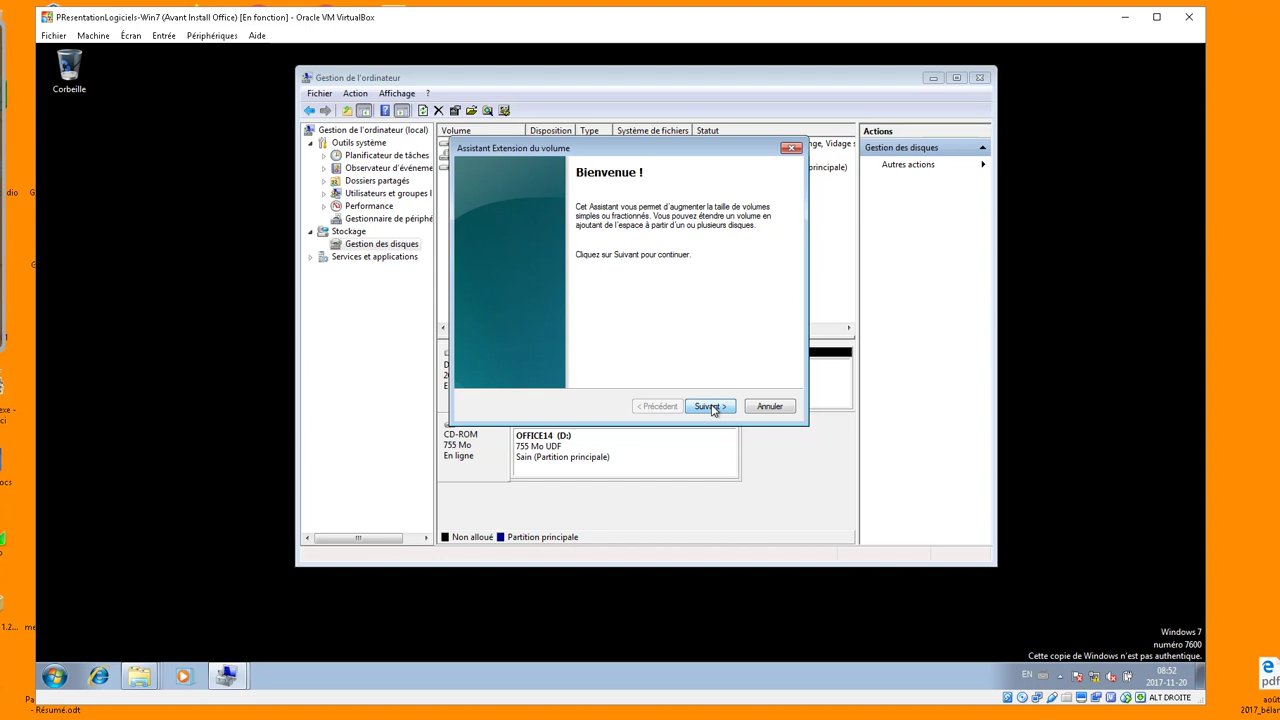 PResentationLogiciels-Win7 (Avant Install Office) [En fonction] - Oracle VM VirtualBox
Fichier Machine Écran Entrée Périphériques Aide
Corbeille
Gestion de l'ordinateur
Fichier Action Affichage ?
Gestion de l'ordinateur (local)
Outils système
Planificateur de tâches
Observateur d'événeme
Dossiers partagés
Utilisateurs et groupes l
Performance
Gestionnaire de périphé
Stockage
Gestion des disques
Services et applications
Volume Disposition Type Système de fichiers Statut
nge, Vidage s
rincipale)
Actions
Gestion des disques
Autres actions
Assistant Extension du volume
Bienvenue !
Cet Assistant vous permet d'augmenter la taille de volumes
simples ou fractionnés. Vous pouvez étendre un volume en
ajoutant de l'espace à partir d'un ou plusieurs disques.
Cliquez sur Suivant pour continuer.
< Précédent Suivant > Annuler
CD-ROM
755 Mo
En ligne
OFFICE14 (D:)
755 Mo UDF
Sain (Partition principale)
Non alloué Partition principale
Windows 7
numéro 7600
Cette copie de Windows n'est pas authentique.
EN
08:52
2017-11-20
ALT DROITE
- Résumé.odt
pdf
août
2017_bélan